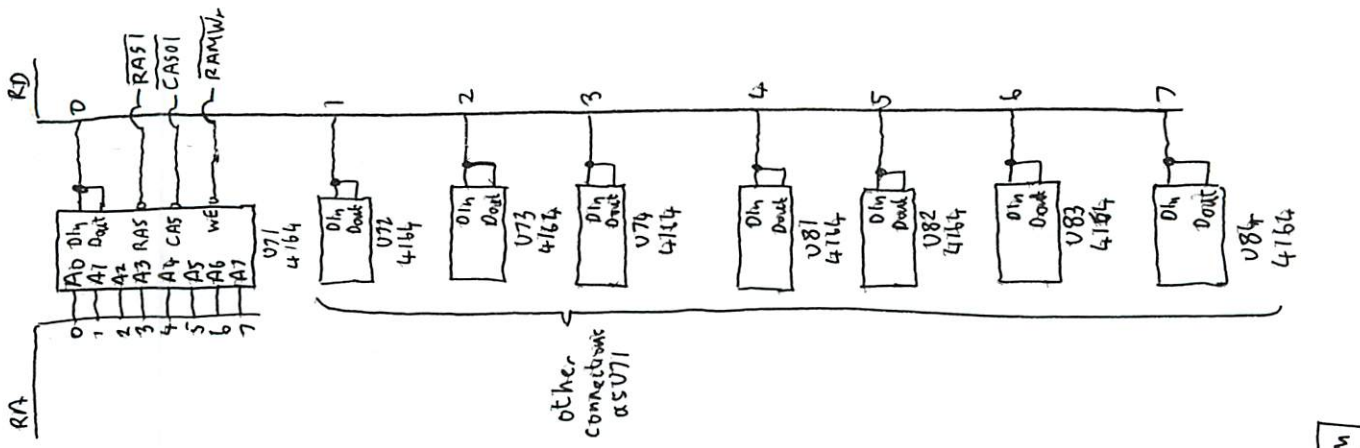 RA
RD
0 A0 DIn 0
1 A1 Dout
2 A2
3 A3 RAS RAS1
4 A4 CAS CAS01
5 A5
6 A6 WE RAMWr
7 A7
U71
4164
DIn 1
Dout
U72
4164
DIn 2
Dout
U73
4164
DIn 3
Dout
U74
4164
DIn 4
Dout
U81
4164
DIn 5
Dout
U82
4164
DIn 6
Dout
U83
4164
DIn 7
Dout
U84
4164
other
connections
as U71